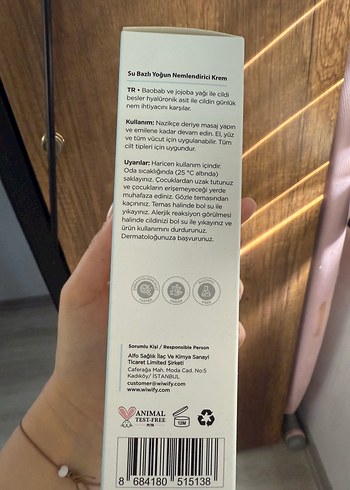 Su Bazlı Yoğun Nemlendirici Krem
TR • Baobab ve jojoba yağı ile cildi
besler hyalüronik asit ile cildin günlük
nem ihtiyacını karşılar.
Kullanım: Nazikçe deriye masaj yapın
ve emilene kadar devam edin. El, yüz
ve tüm vücut için uygulanabilir. Tüm
cilt tipleri için uygundur.
Uyarılar: Haricen kullanım içindir.
Oda sıcaklığında (25 °C altında)
saklayınız. Çocuklardan uzak tutunuz
ve çocukların erişemeyeceği yerde
muhafaza ediniz. Gözle temasından
kaçınınız. Temas halinde bol su ile
yıkayınız. Alerjik reaksiyon görülmesi
halinde cildinizi bol su ile yıkayınız ve
ürün kullanımını durdurunuz.
Dermatoloğunuza başvurunuz.
Sorumlu Kişi / Responsible Person
Alfo Sağlık İlaç Ve Kimya Sanayi
Ticaret Limited Şirketi
Caferağa Mah. Moda Cad. No:5
Kadıköy/ İSTANBUL
customer@wiwify.com
www.wiwify.com
ANIMAL
TEST-FREE
12M
8 684180 515138